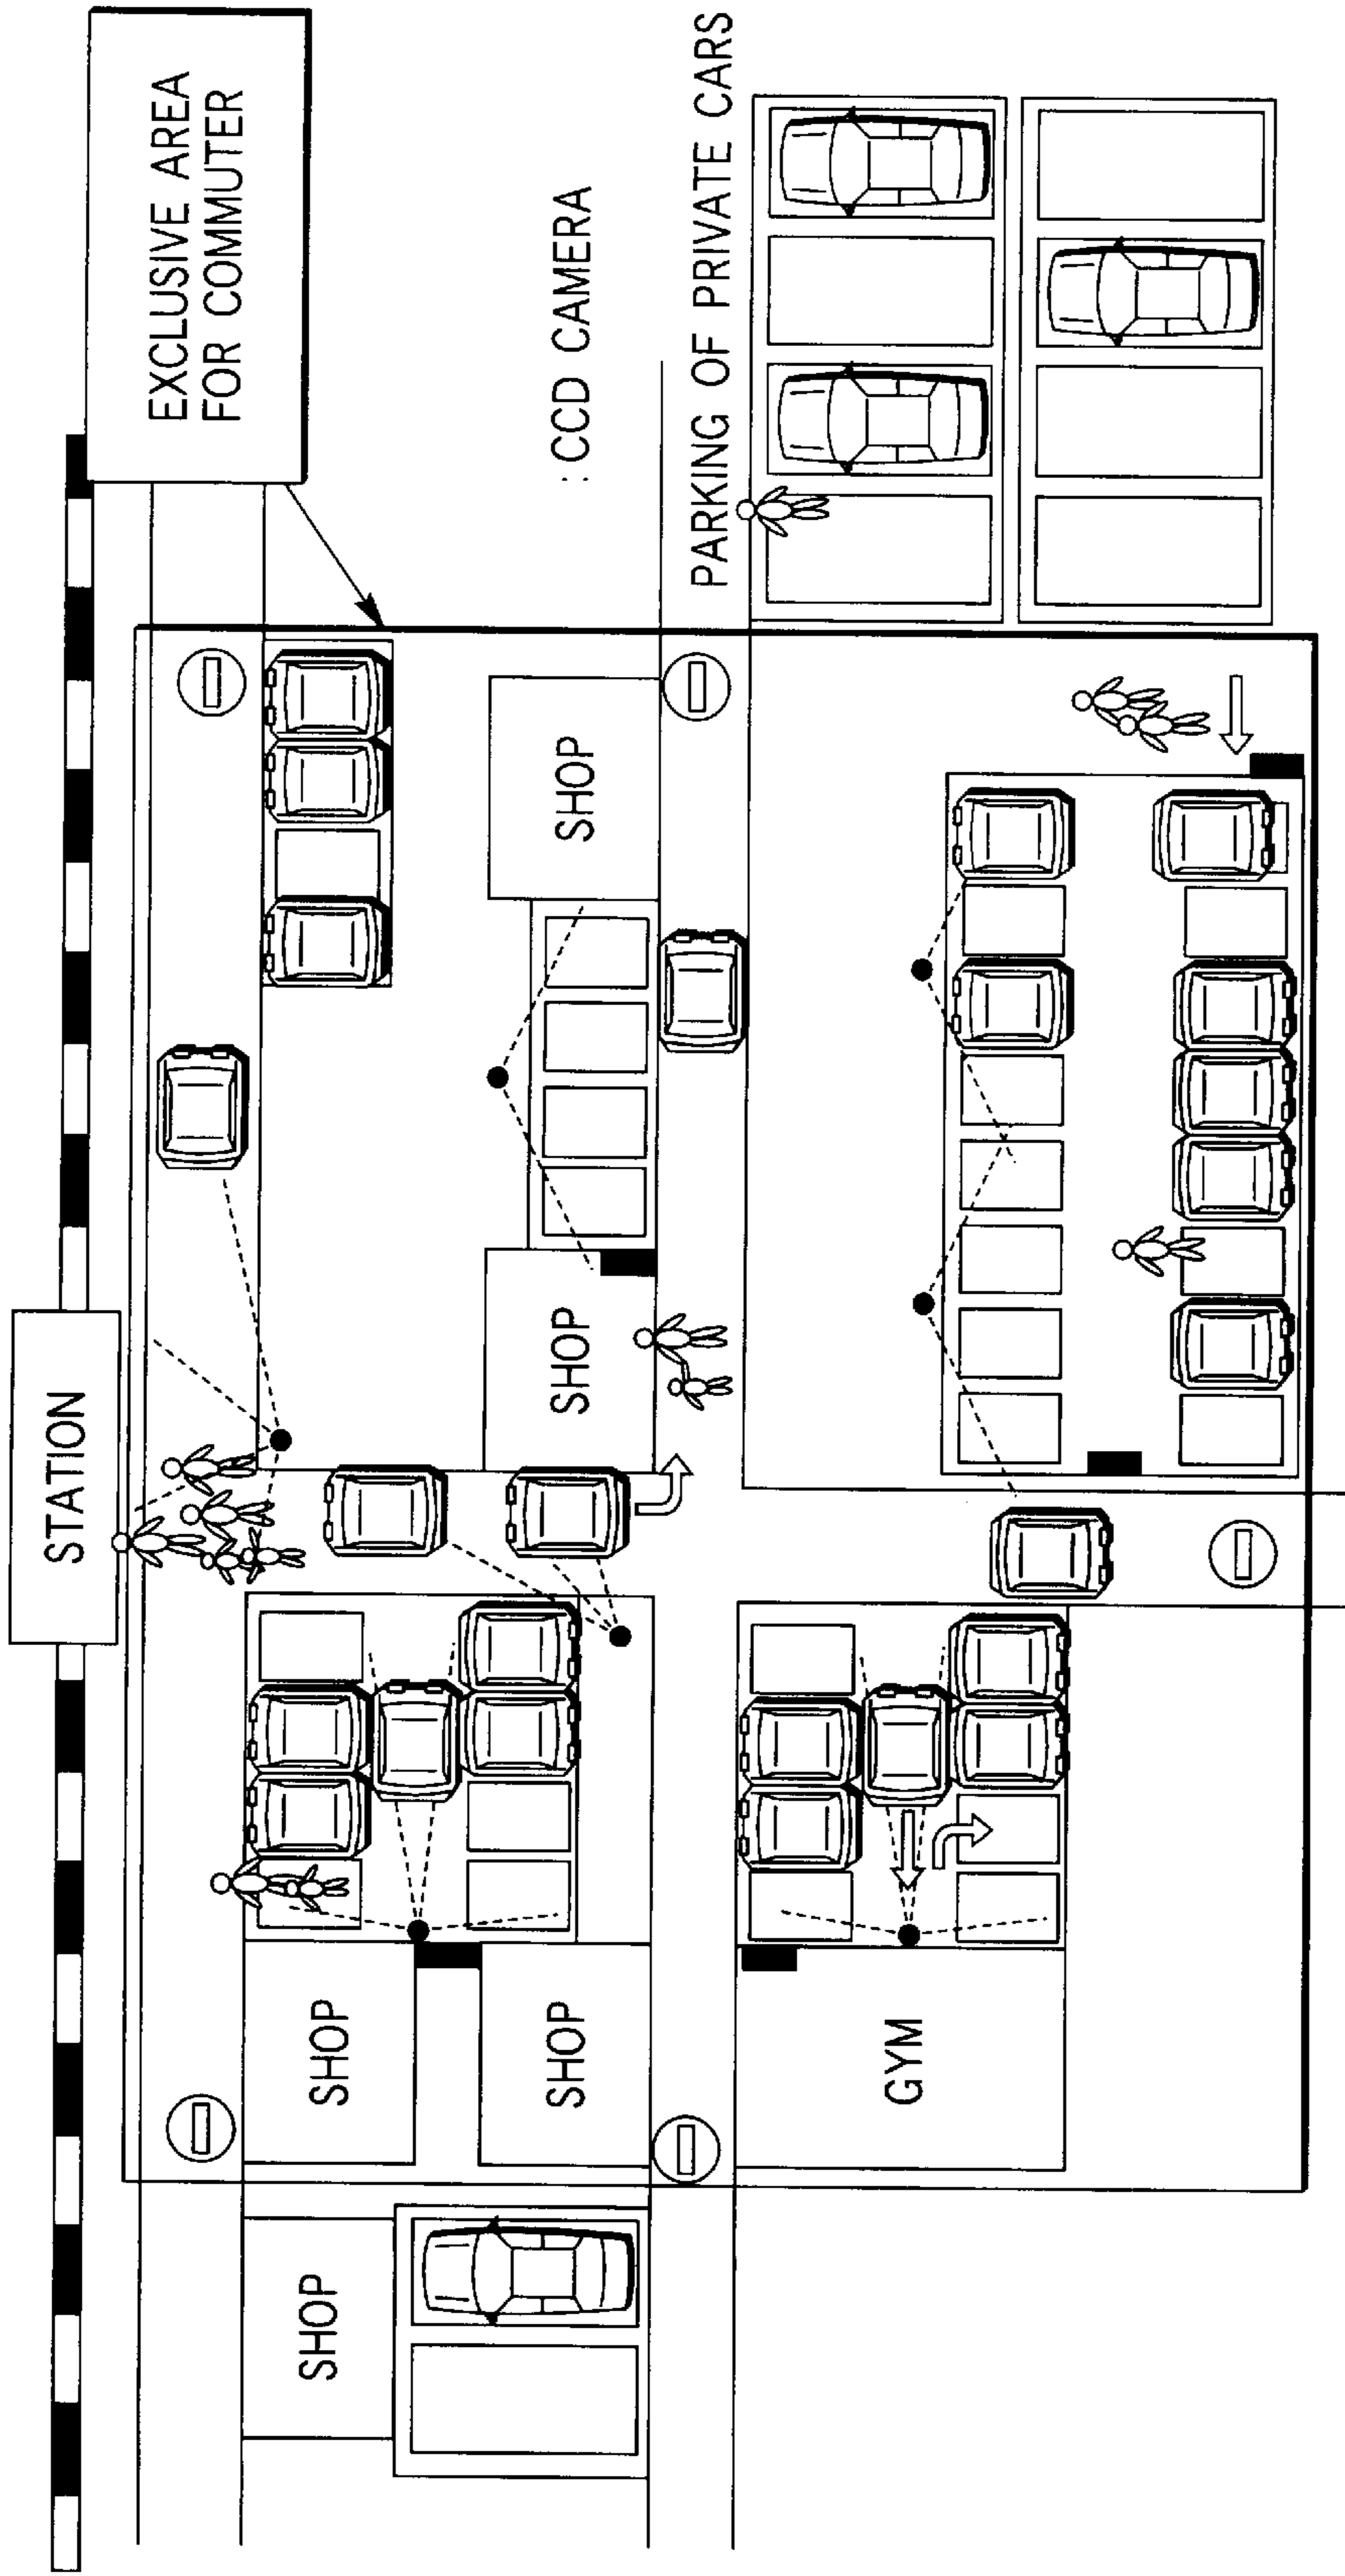 EXCLUSIVE AREA
FOR COMMUTER
STATION
: CCD CAMERA
PARKING OF PRIVATE CARS
SHOP
SHOP
SHOP
SHOP
SHOP
GYM